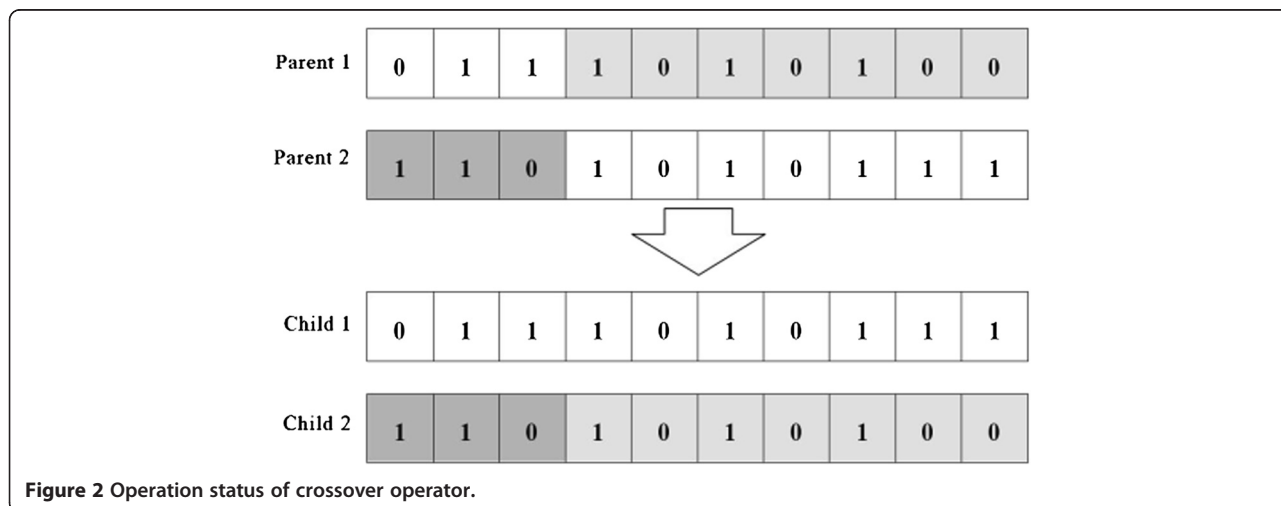 Parent 1 0 1 1 1 0 1 0 1 0 0
Parent 2 1 1 0 1 0 1 0 1 1 1
Child 1 0 1 1 1 0 1 0 1 1 1
Child 2 1 1 0 1 0 1 0 1 0 0
Figure 2 Operation status of crossover operator.